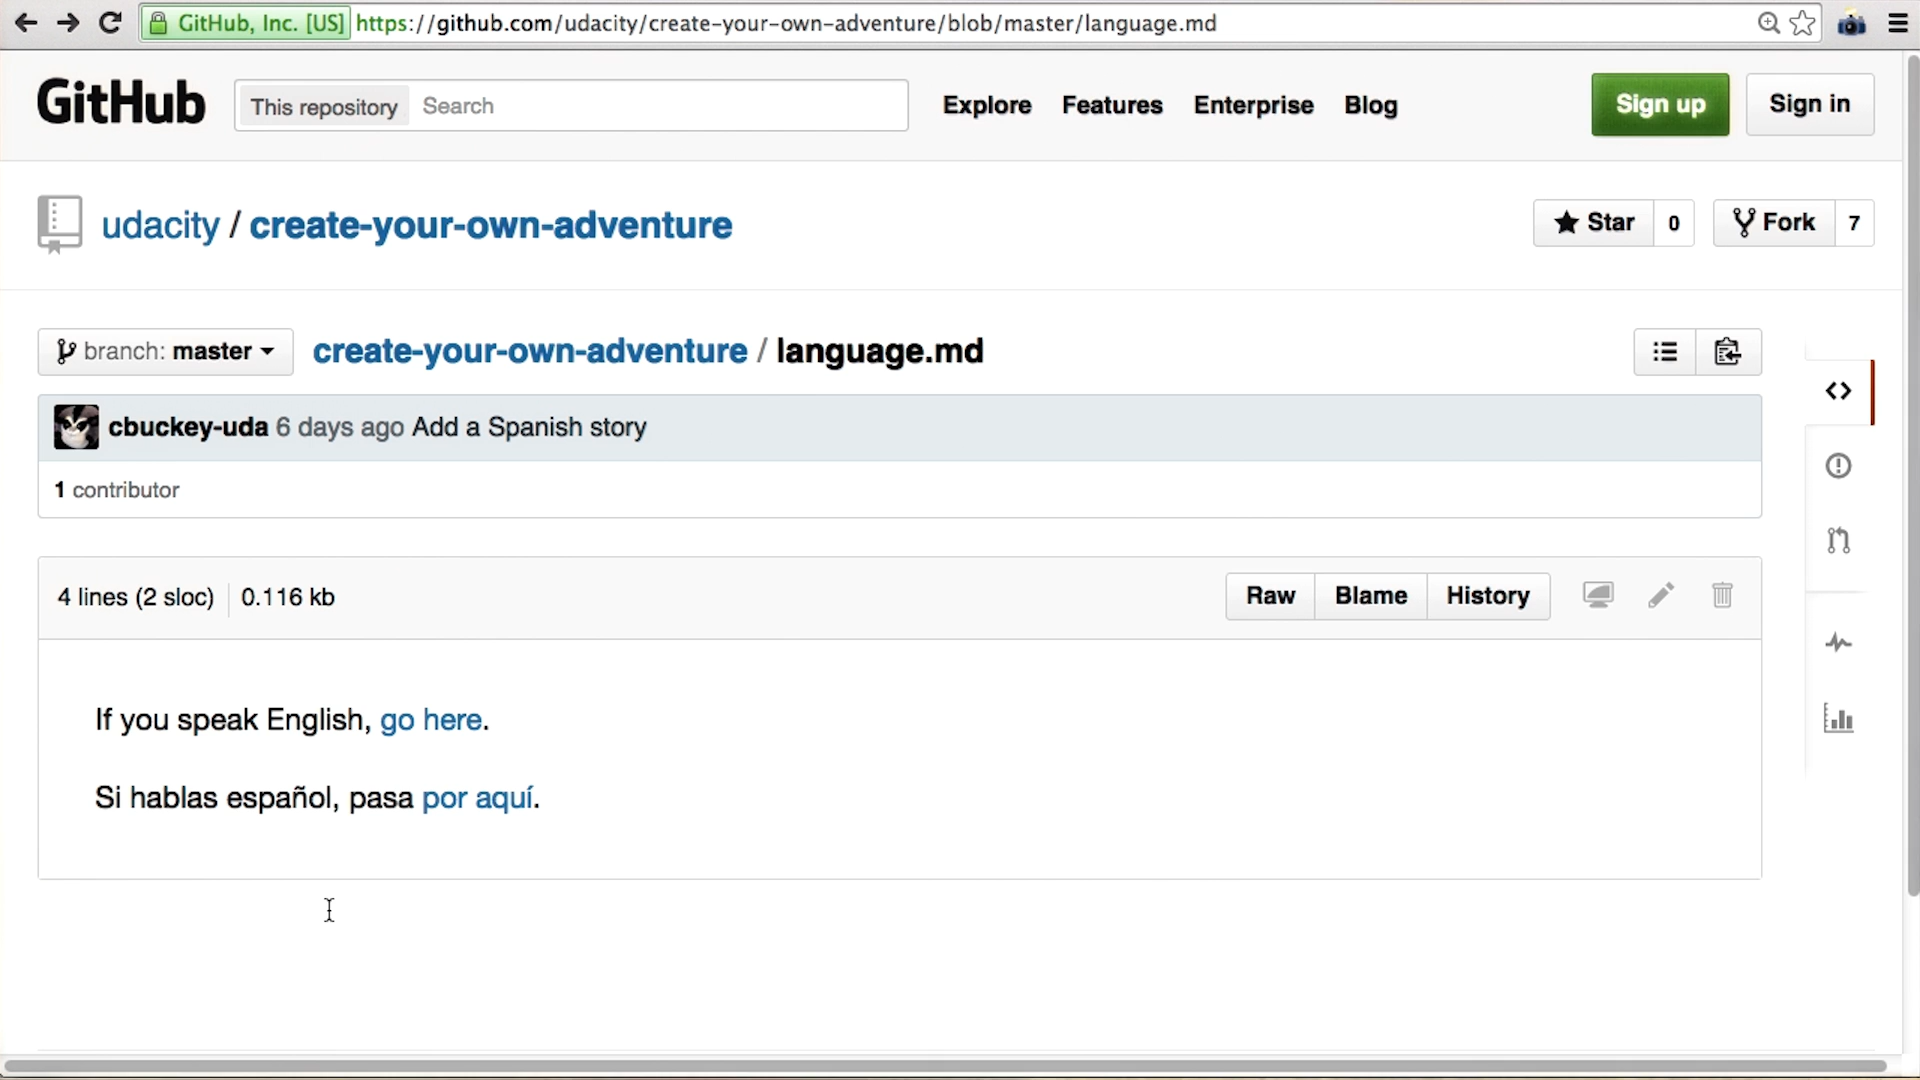 GitHub, Inc. [US] https://github.com/udacity/create-your-own-adventure/blob/master/language.md
GitHub This repository Search Explore Features Enterprise Blog Sign up Sign in
udacity / create-your-own-adventure Star 0 Fork 7
branch: master create-your-own-adventure / language.md
cbuckey-uda 6 days ago Add a Spanish story
1 contributor
4 lines (2 sloc) 0.116 kb Raw Blame History
If you speak English, go here.
Si hablas español, pasa por aquí.